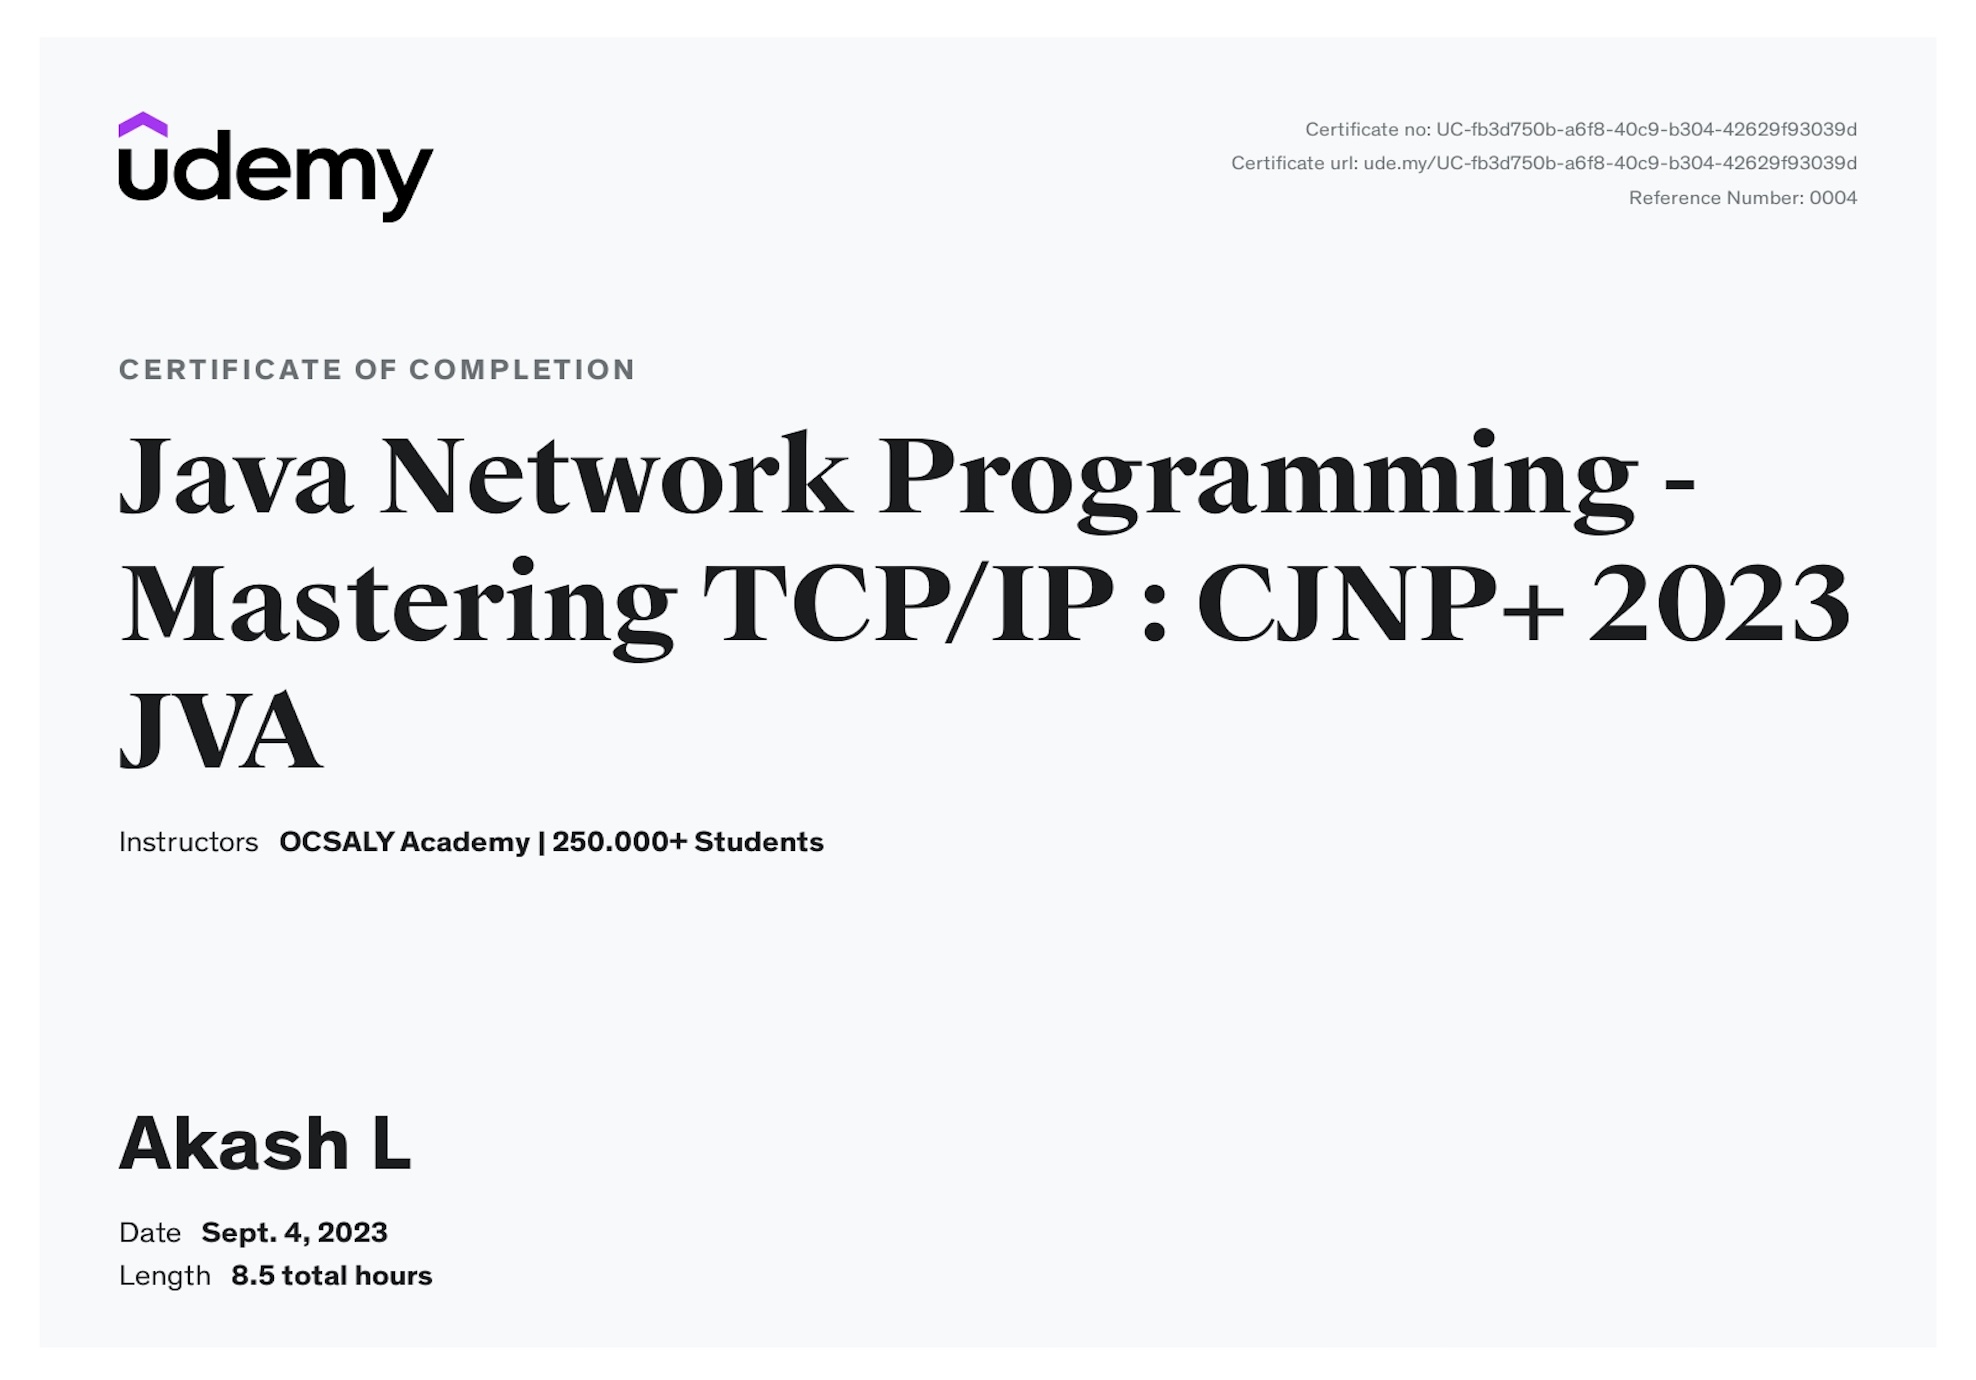 udemy
Certificate no: UC-fb3d750b-a6f8-40c9-b304-42629f93039d
Certificate url: ude.my/UC-fb3d750b-a6f8-40c9-b304-42629f93039d
Reference Number: 0004
CERTIFICATE OF COMPLETION
Java Network Programming -
Mastering TCP/IP : CJNP+ 2023
JVA
Instructors OCSALY Academy | 250.000+ Students
Akash L
Date Sept. 4, 2023
Length 8.5 total hours